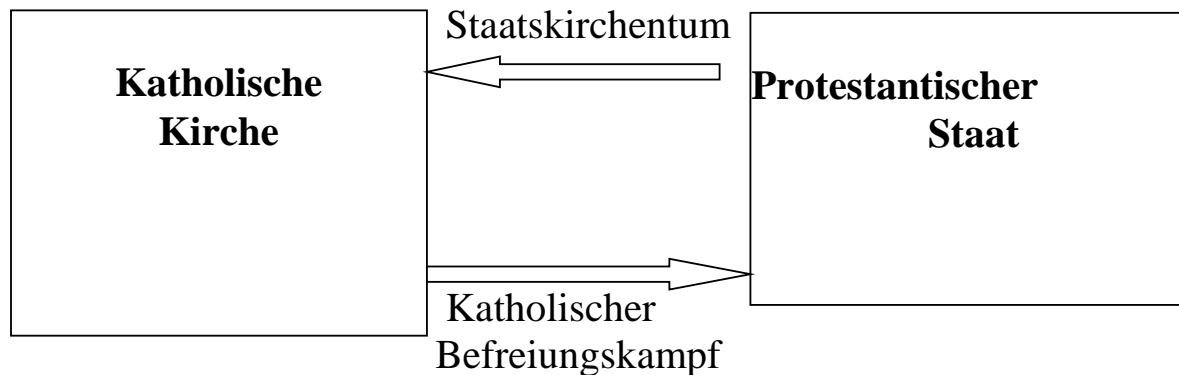 Staatskirchentum
Katholische
Kirche
Protestantischer
Staat
Katholischer
Befreiungskampf